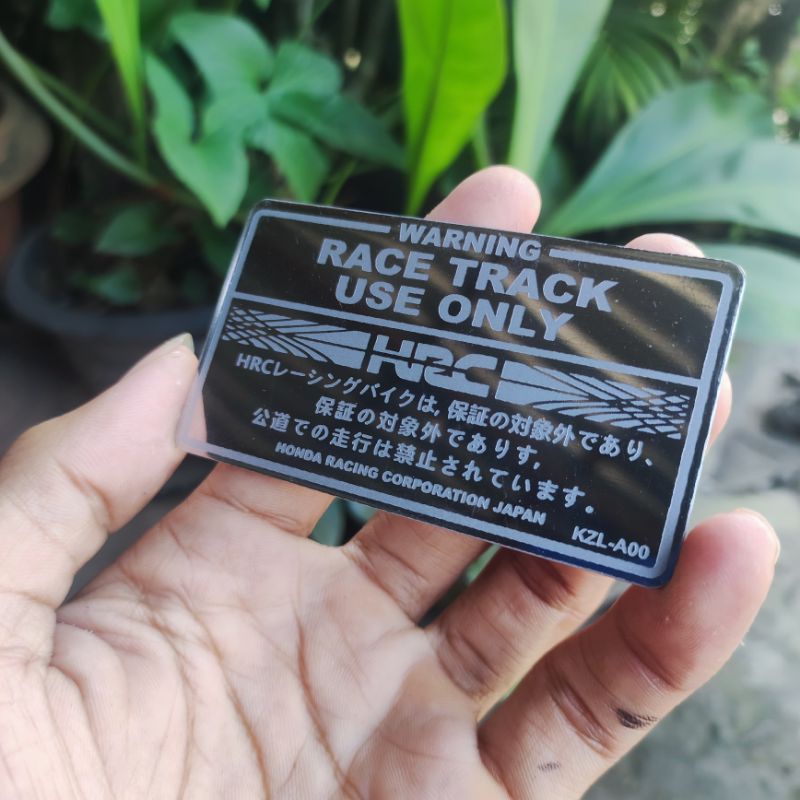 WARNING
RACE TRACK
USE ONLY
HRC
HRCレーシングバイクは, 保証の対象外であり、
保証の対象外でありす,
公道での走行は禁止されています。
HONDA RACING CORPORATION JAPAN
KZL-A00